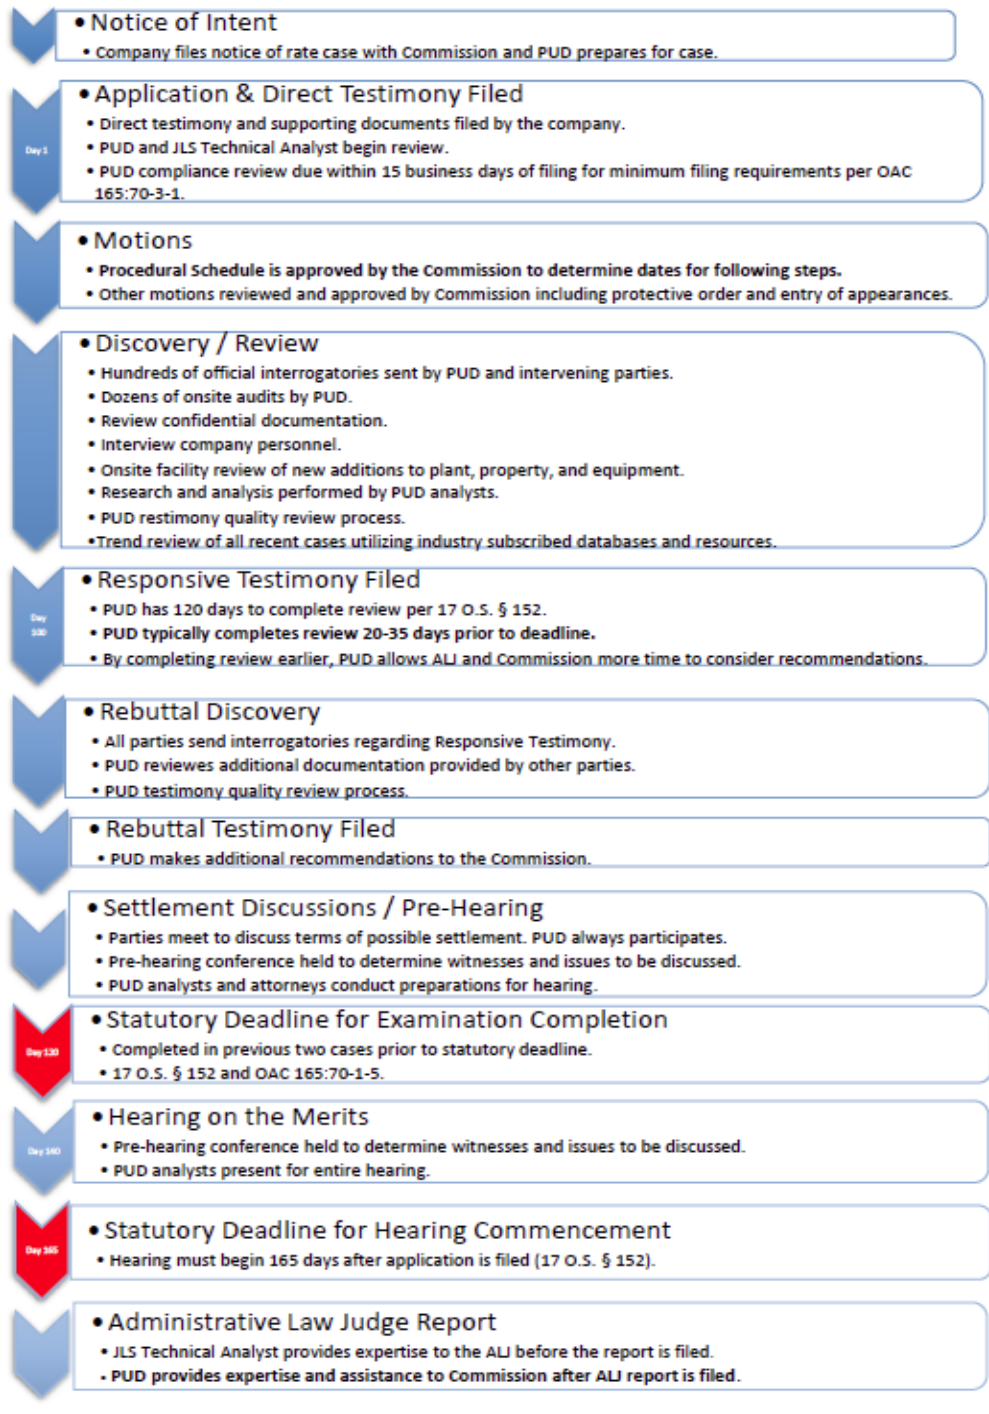 • Notice of Intent
• Company files notice of rate case with Commission and PUD prepares for case.
• Application & Direct Testimony Filed
• Direct testimony and supporting documents filed by the company.
Day 1
• PUD and JLS Technical Analyst begin review.
• PUD compliance review due within 15 business days of filing for minimum filing requirements per OAC
165:70-3-1.
• Motions
• Procedural Schedule is approved by the Commission to determine dates for following steps.
• Other motions reviewed and approved by Commission including protective order and entry of appearances.
• Discovery / Review
• Hundreds of official interrogatories sent by PUD and intervening parties.
• Dozens of onsite audits by PUD.
• Review confidential documentation.
• Interview company personnel.
• Onsite facility review of new additions to plant, property, and equipment.
• Research and analysis performed by PUD analysts.
• PUD restimony quality review process.
•Trend review of all recent cases utilizing industry subscribed databases and resources.
• Responsive Testimony Filed
Day
100
• PUD has 120 days to complete review per 17 O.S. § 152.
• PUD typically completes review 20-35 days prior to deadline.
• By completing review earlier, PUD allows ALJ and Commission more time to consider recommendations.
• Rebuttal Discovery
• All parties send interrogatories regarding Responsive Testimony.
• PUD reviewes additional documentation provided by other parties.
• PUD testimony quality review process.
• Rebuttal Testimony Filed
• PUD makes additional recommendations to the Commission.
• Settlement Discussions / Pre-Hearing
• Parties meet to discuss terms of possible settlement. PUD always participates.
• Pre-hearing conference held to determine witnesses and issues to be discussed.
• PUD analysts and attorneys conduct preparations for hearing.
• Statutory Deadline for Examination Completion
Day
• Completed in previous two cases prior to statutory deadline.
• 17 O.S. § 152 and OAC 165:70-1-5.
• Hearing on the Merits
• Pre-hearing conference held to determine witnesses and issues to be discussed.
Day
• PUD analysts present for entire hearing.
• Statutory Deadline for Hearing Commencement
Day 165
• Hearing must begin 165 days after application is filed (17 O.S. § 152).
• Administrative Law Judge Report
• JLS Technical Analyst provides expertise to the ALJ before the report is filed.
• PUD provides expertise and assistance to Commission after ALJ report is filed.